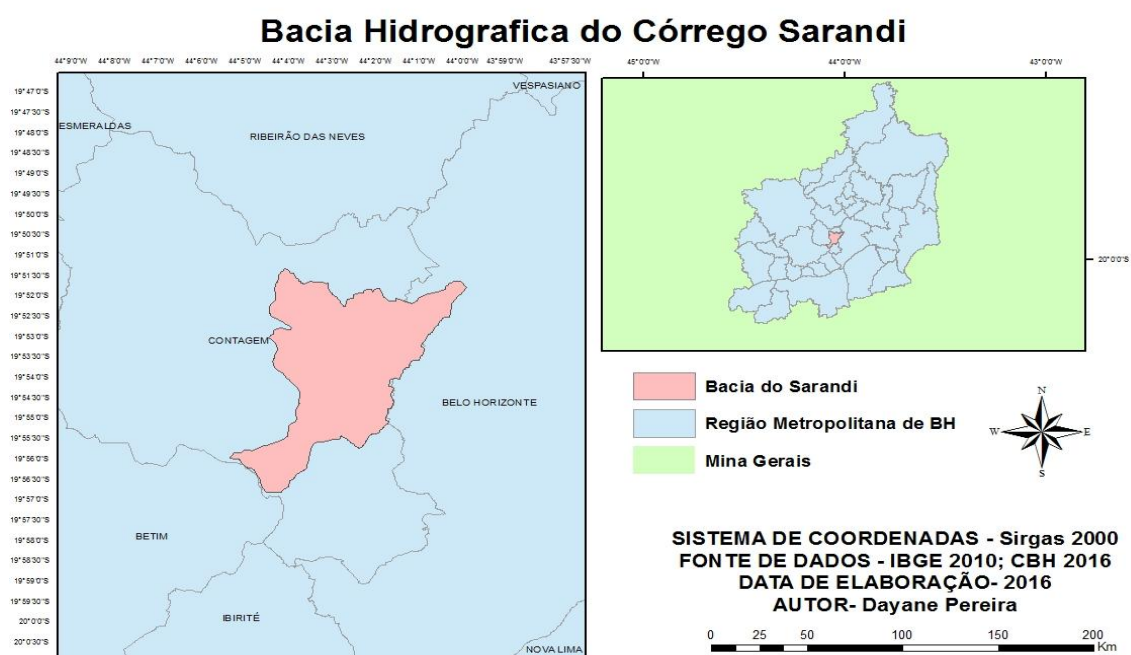 Bacia Hidrografica do Córrego Sarandi
44°9'0"W 44°8'0"W 44°7'0"W 44°6'0"W 44°5'0"W 44°4'0"W 44°3'0"W 44°2'0"W 44°1'0"W 44°0'0"W 43°59'0"W 43°57'30"W
19°47'0"S
19°47'30"S
19°48'0"S
19°48'30"S
19°49'0"S
19°49'30"S
19°50'0"S
19°50'30"S
19°51'0"S
19°51'30"S
19°52'0"S
19°52'30"S
19°53'0"S
19°53'30"S
19°54'0"S
19°54'30"S
19°55'0"S
19°55'30"S
19°56'0"S
19°56'30"S
19°57'0"S
19°57'30"S
19°58'0"S
19°58'30"S
19°59'0"S
19°59'30"S
20°0'0"S
20°0'30"S
VESPASIANO
ESMERALDAS
RIBEIRÃO DAS NEVES
CONTAGEM
BELO HORIZONTE
BETIM
IBIRITÉ
NOVA LIMA
45°0'0"W 44°0'0"W 43°0'0"W
20°0'0"S
Bacia do Sarandi
Região Metropolitana de BH
Mina Gerais
N
W E
S
SISTEMA DE COORDENADAS - Sirgas 2000
FONTE DE DADOS - IBGE 2010; CBH 2016
DATA DE ELABORAÇÃO- 2016
AUTOR- Dayane Pereira
0 25 50 100 150 200
Km